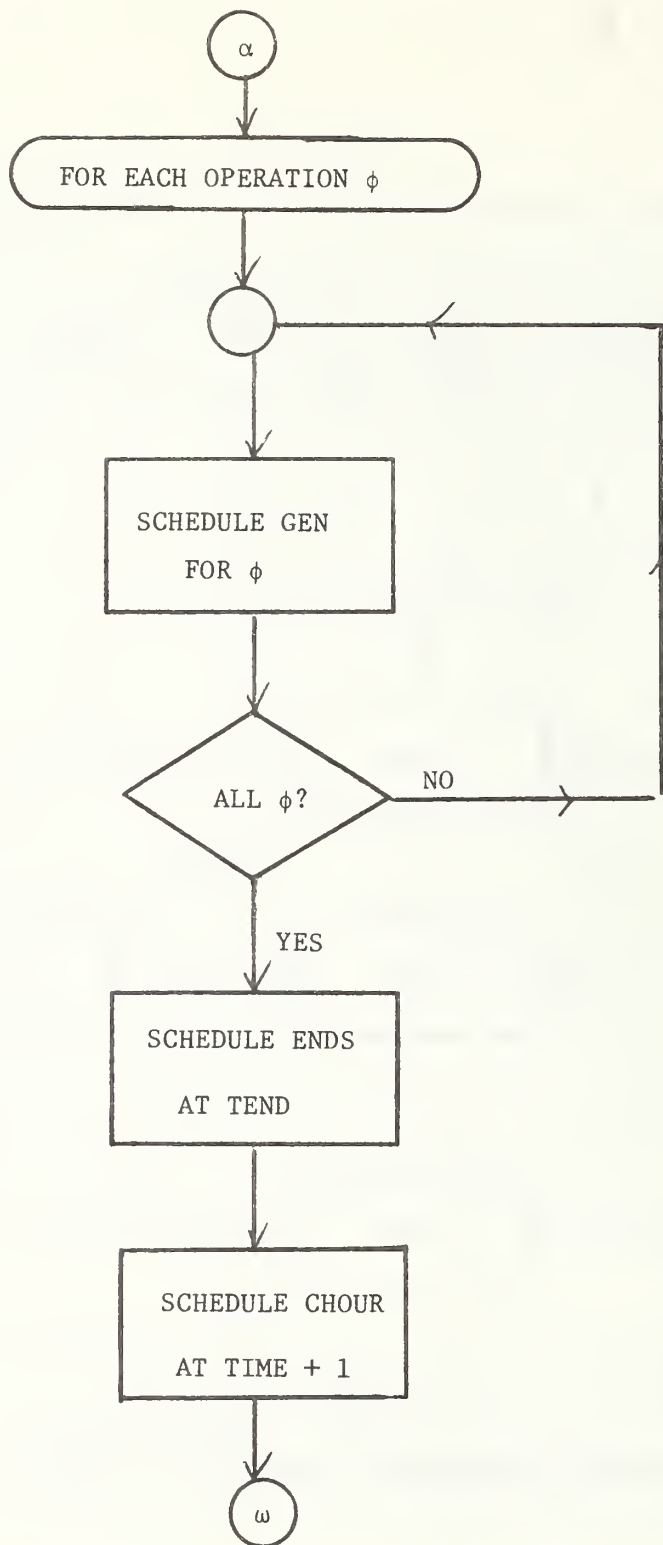 α
FOR EACH OPERATION φ
SCHEDULE GEN
FOR φ
ALL φ?
NO
YES
SCHEDULE ENDS
AT TEND
SCHEDULE CHOUR
AT TIME + 1
ω